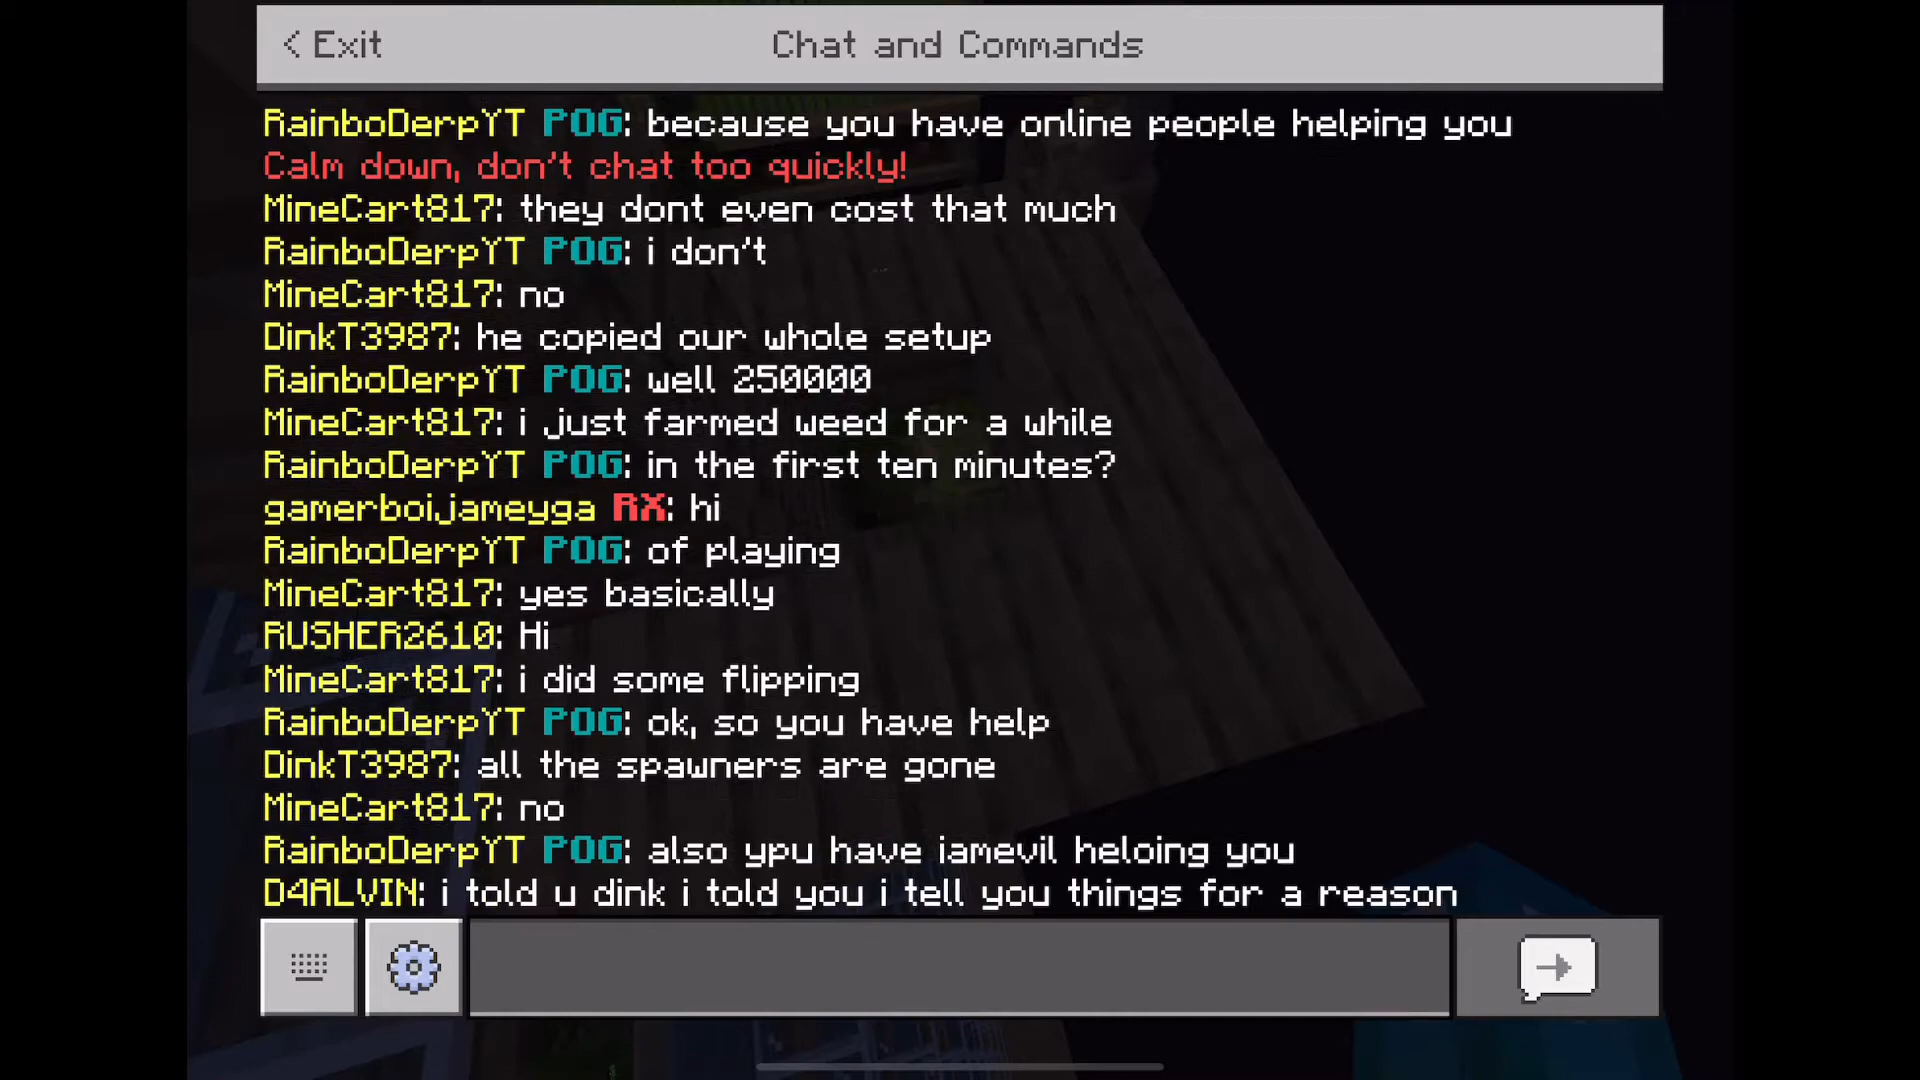 < Exit
Chat and Commands
RainboDerpYT POG: because you have online people helping you
Calm down, don't chat too quickly!
MineCart817: they dont even cost that much
RainboDerpYT POG: i don't
MineCart817: no
DinkT3987: he copied our whole setup
RainboDerpYT POG: well 250000
MineCart817: i just farmed weed for a while
RainboDerpYT POG: in the first ten minutes?
gamerboijameyga RX: hi
RainboDerpYT POG: of playing
MineCart817: yes basically
RUSHER2610: Hi
MineCart817: i did some flipping
RainboDerpYT POG: ok, so you have help
DinkT3987: all the spawners are gone
MineCart817: no
RainboDerpYT POG: also ypu have iamevil heloing you
D4ALVIN: i told u dink i told you i tell you things for a reason